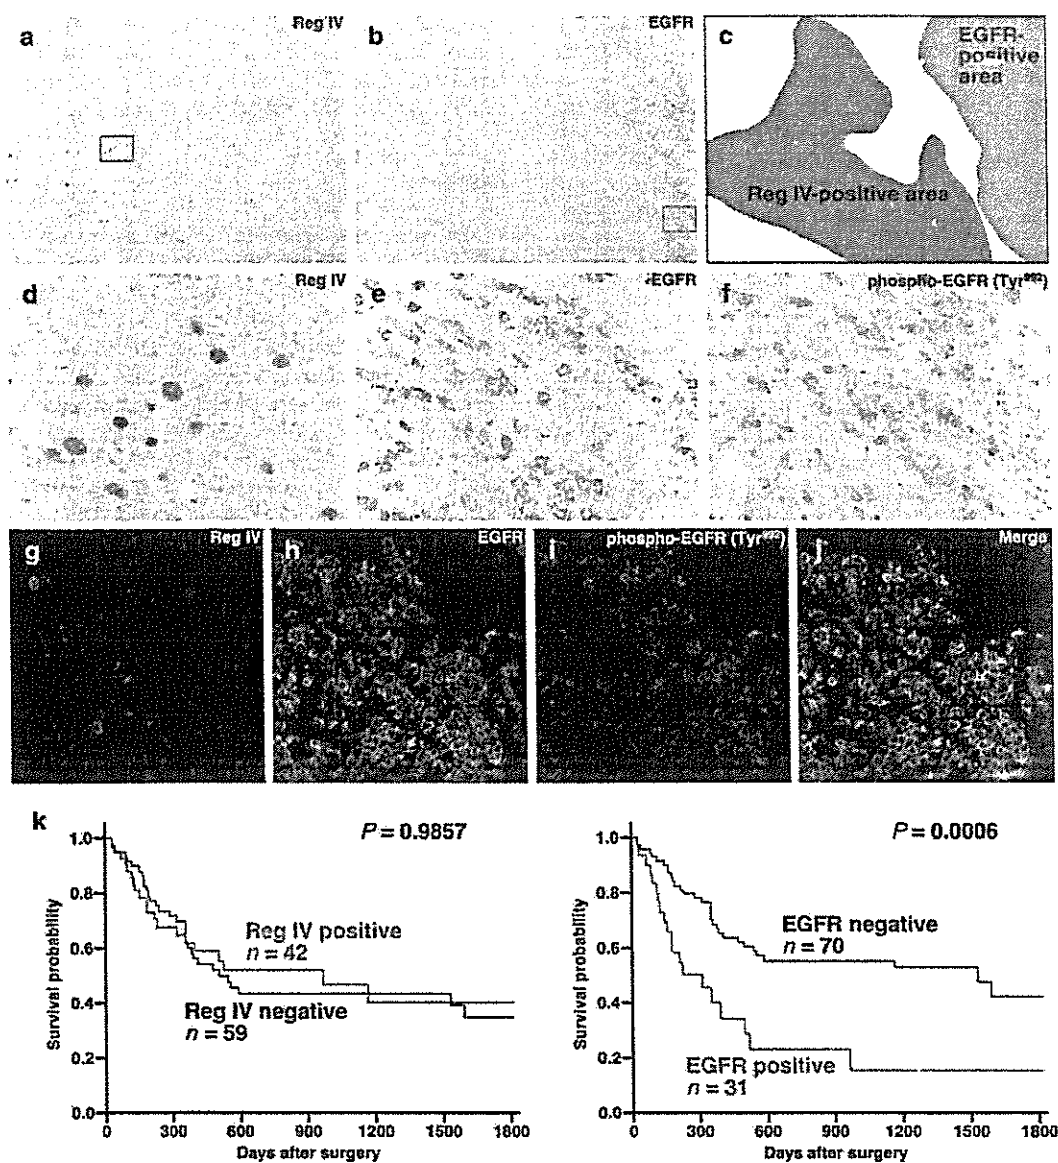 a
Reg IV
b
EGFR
c
EGFR-
positive
area
Reg IV-positive area
d
Reg IV
e
EGFR
f
phospho-EGFR (Tyr⁹⁹²)
g
Reg IV
h
EGFR
i
phospho-EGFR (Tyr⁹⁹²)
j
Merge
k
P = 0.9857
1.0
0.8
0.6
0.4
0.2
0.0
Survival probability
Reg IV positive
n = 42
Reg IV negative
n = 59
0 300 600 900 1200 1500 1800
Days after surgery
P = 0.0006
1.0
0.8
0.6
0.4
0.2
0.0
Survival probability
EGFR negative
n = 70
EGFR positive
n = 31
0 300 600 900 1200 1500 1800
Days after surgery